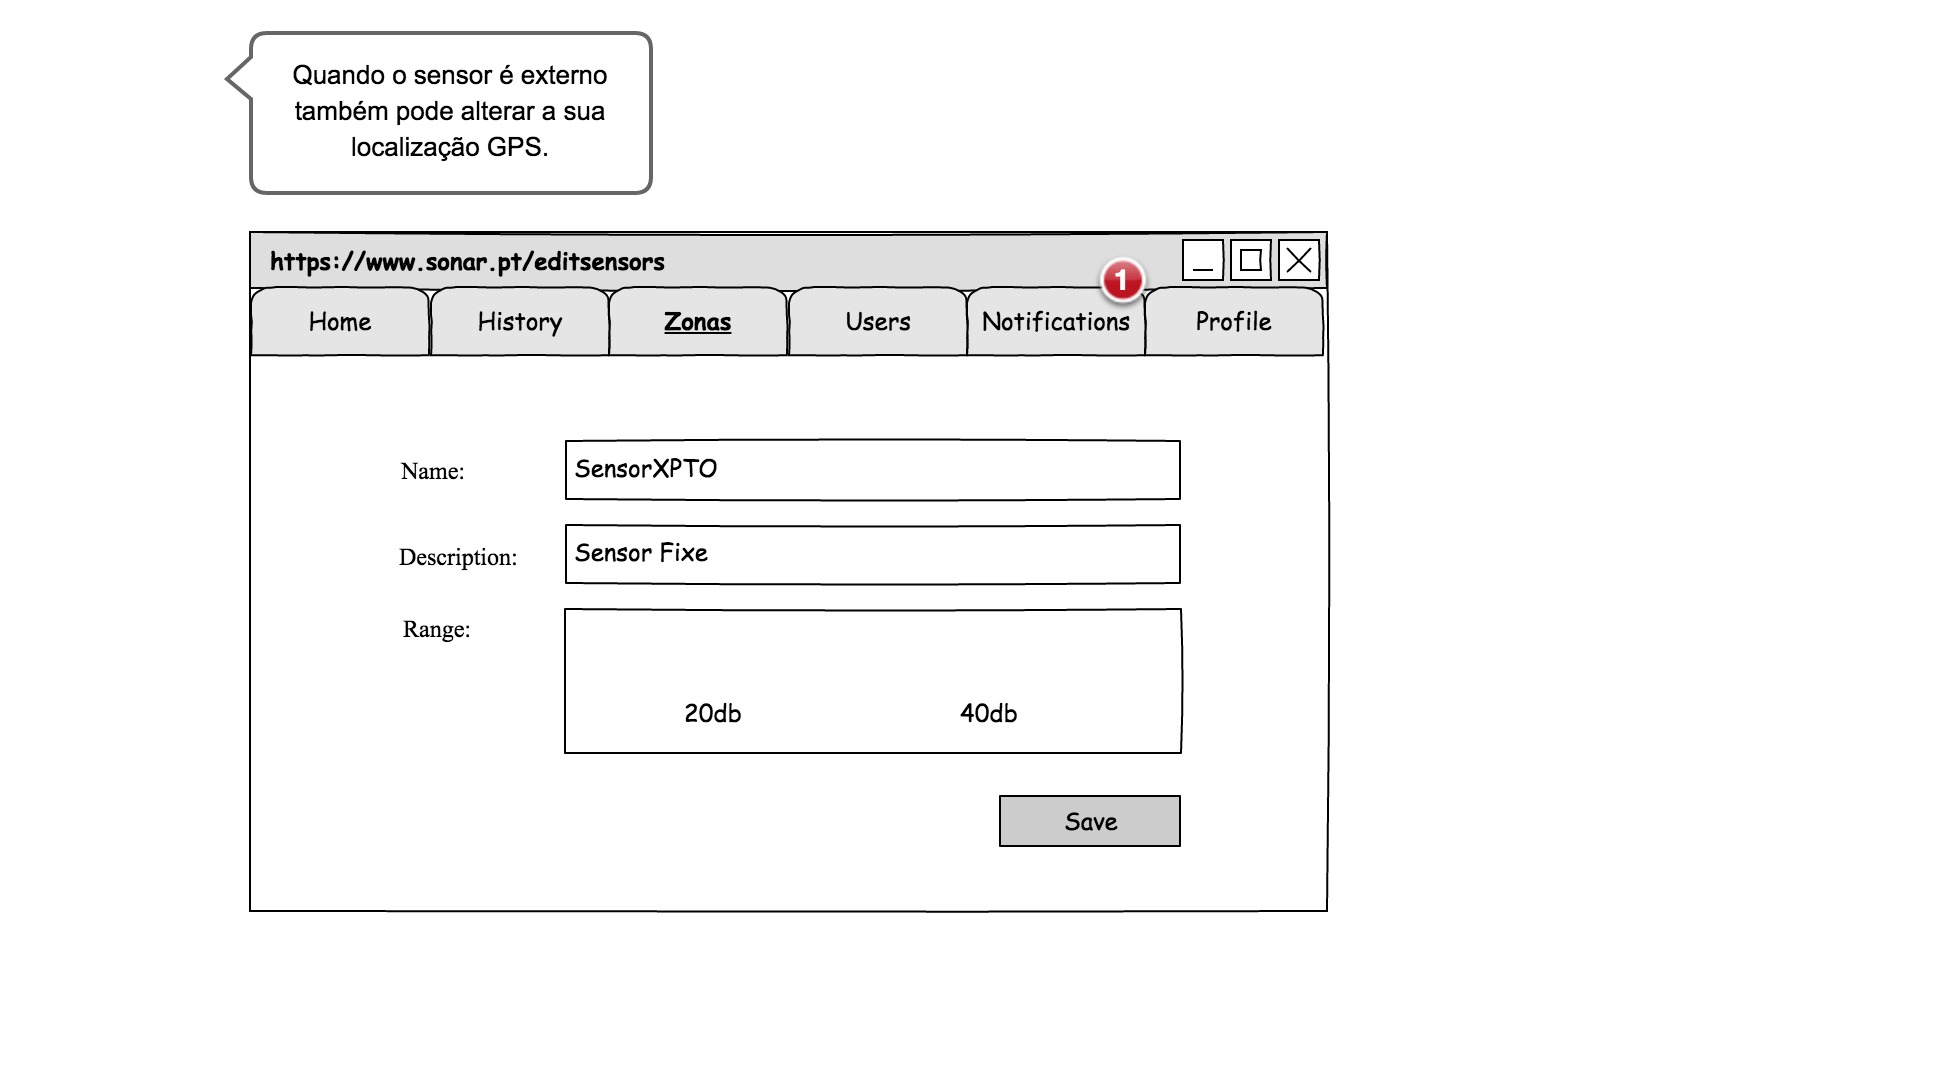 Quando o sensor é externo
também pode alterar a sua
localização GPS.
https://www.sonar.pt/editsensors
1
Home History Zonas Users Notifications Profile
Name: SensorXPTO
Description: Sensor Fixe
Range:
20db 40db
Save